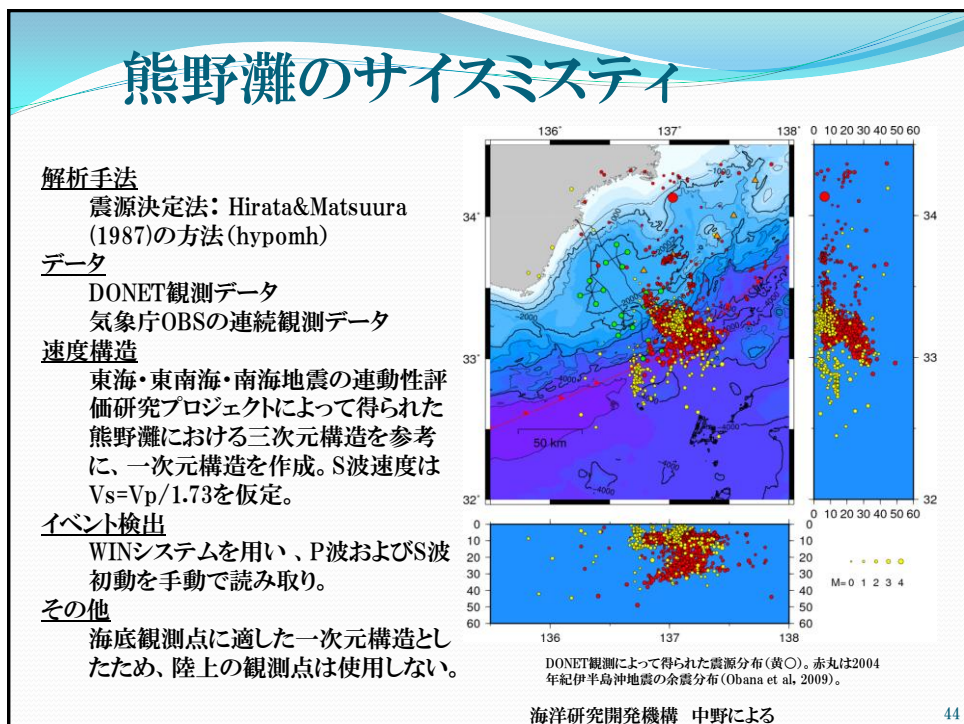 熊野灘のサイスミスティ
解析手法
震源決定法： Hirata&Matsuura
(1987)の方法（hypomh）
データ
DONET観測データ
気象庁OBSの連続観測データ
速度構造
東海・東南海・南海地震の連動性評
価研究プロジェクトによって得られた
熊野灘における三次元構造を参考
に、一次元構造を作成。S波速度は
Vs=Vp/1.73を仮定。
イベント検出
WINシステムを用い 、P波およびS波
初動を手動で読み取り。
その他
海底観測点に適した一次元構造とし
たため、陸上の観測点は使用しない。
136° 137° 138°
0 10 20 30 40 50 60
34°
33°
32°
34
33
32
-1000
-2000
-2000
-4000
-4000
-4000
50 km
0 10 20 30 40 50 60
0
10
20
30
40
50
60
0
10
20
30
40
50
60
136 137 138
M= 0 1 2 3 4
DONET観測によって得られた震源分布（黄○）。赤丸は2004
年紀伊半島沖地震の余震分布（Obana et al, 2009）。
海洋研究開発機構 中野による
44